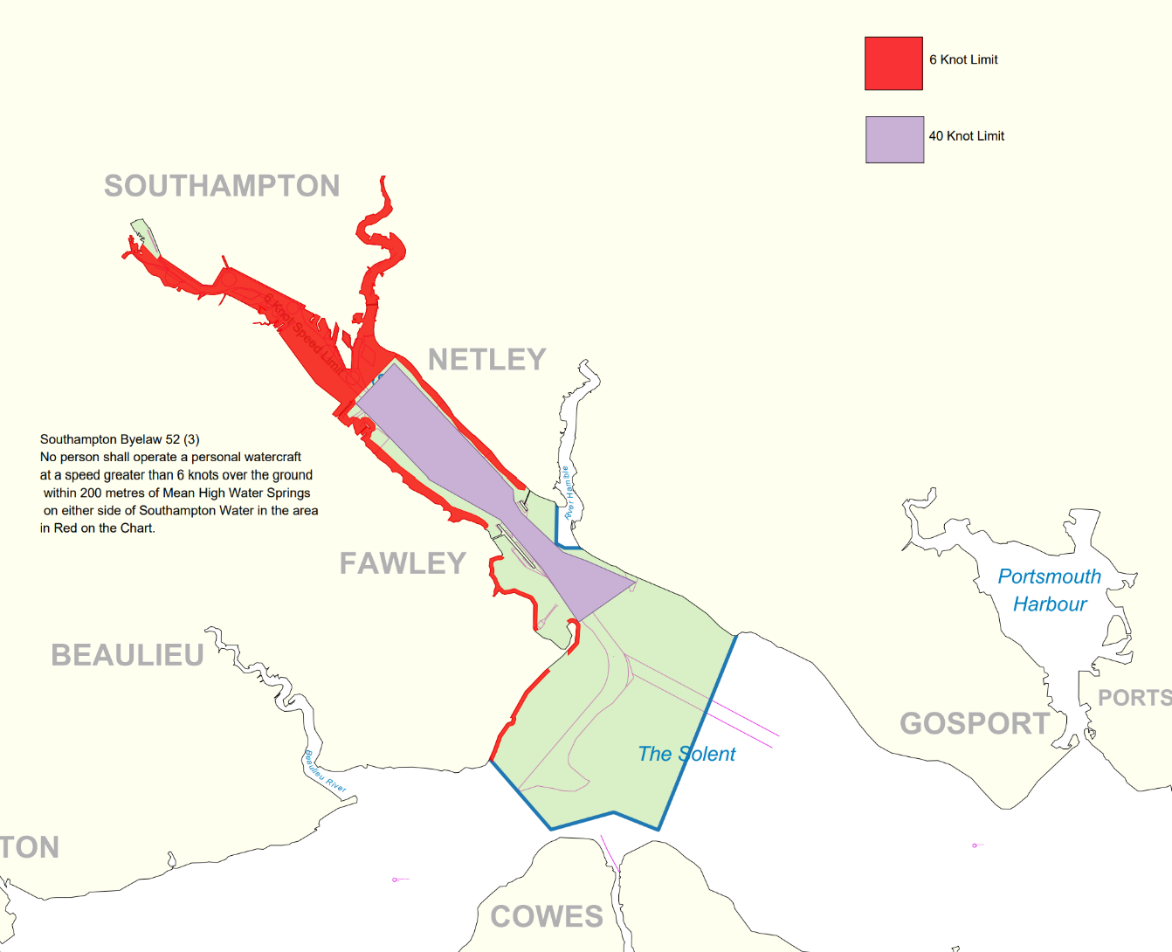 6 Knot Limit
40 Knot Limit
SOUTHAMPTON
6 Knot Speed Limit
NETLEY
Southampton Byelaw 52 (3)
No person shall operate a personal watercraft
at a speed greater than 6 knots over the ground
within 200 metres of Mean High Water Springs
on either side of Southampton Water in the area
in Red on the Chart.
River Hamble
FAWLEY
Portsmouth
Harbour
BEAULIEU
PORTS
GOSPORT
The Solent
Beaulieu River
TON
COWES